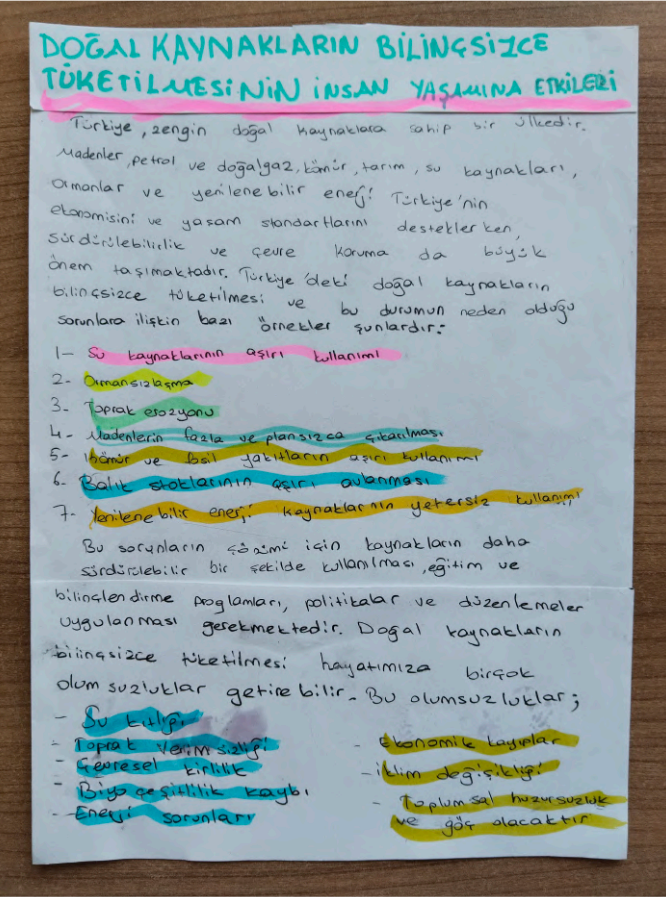 DOĞAL KAYNAKLARIN BİLİNÇSİZCE
TÜKETİLMESİNİN İNSAN YAŞAMINA ETKİLERİ
Türkiye, zengin doğal kaynaklara sahip bir ülkedir.
Madenler, petrol ve doğalgaz, kömür, tarım, su kaynakları,
Ormanlar ve yenilenebilir enerji Türkiye'nin
ekonomisini ve yaşam standartlarını desteklerken,
sürdürülebilirlik ve çevre koruma da büyük
önem taşımaktadır. Türkiye'deki doğal kaynakların
bilinçsizce tüketilmesi ve bu durumun neden olduğu
sorunlara ilişkin bazı örnekler şunlardır:
1- Su kaynaklarının aşırı kullanımı
2- Ormansızlaşma
3- Toprak erozyonu
4- Madenlerin fazla ve plansızca çıkarılması
5- Kömür ve fosil yakıtların aşırı kullanımı
6- Balık stoklarının aşırı avlanması
7- Yenilenebilir enerji kaynaklarının yetersiz kullanımı
Bu sorunların çözümü için kaynakların daha
sürdürülebilir bir şekilde kullanılması, eğitim ve
bilinçlendirme proglamları, politikalar ve düzenlemeler
uygulanması gerekmektedir. Doğal kaynakların
bilinçsizce tüketilmesi hayatımıza birçok
olumsuzluklar getirebilir. Bu olumsuzluklar;
- Su kıtlığı
- Toprak verimsizliği
- Çevresel kirlilik
- Biyoçeşitlilik kaybı
- Enerji sorunları
- Ekonomik kayıplar
- İklim değişikliği
- Toplumsal huzursuzluk
ve göç olacaktır